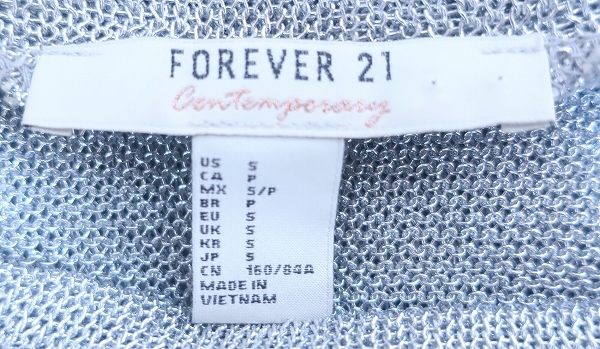 FOREVER 21
Contemporary
US S
CA P
MX S/P
BR P
EU S
UK S
KR S
JP S
CN 160/84A
MADE IN
VIETNAM